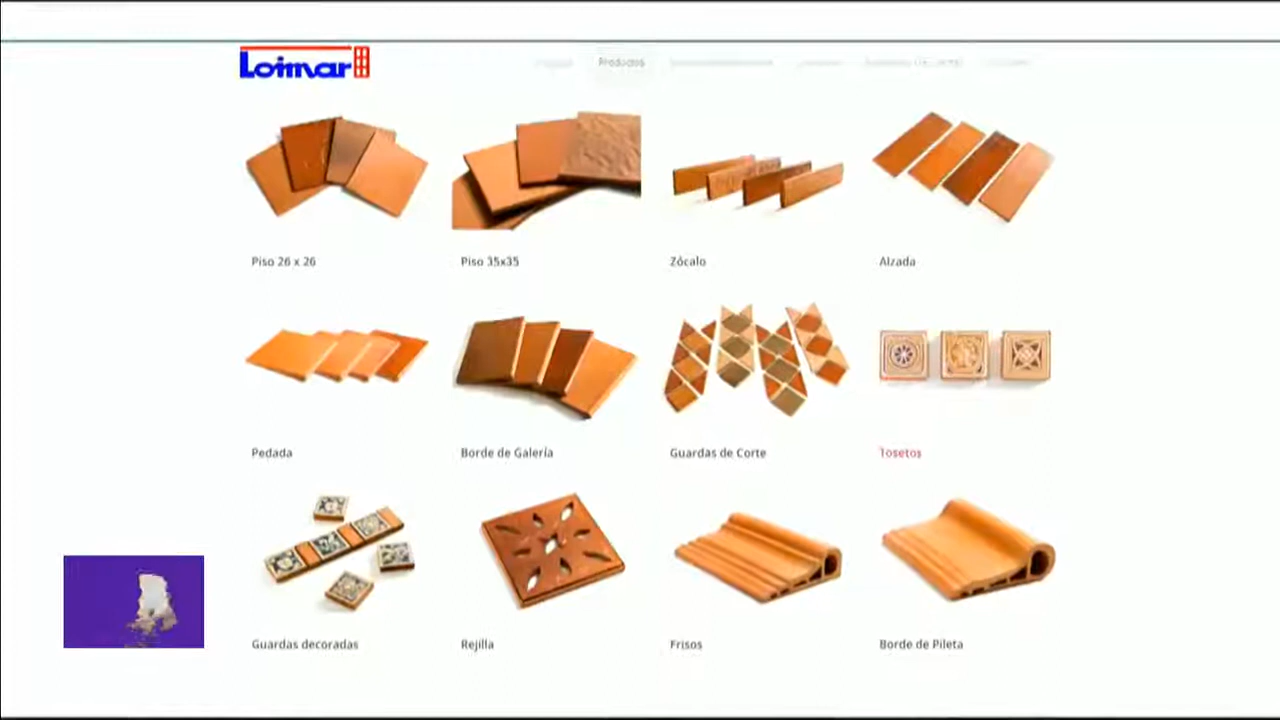 Loimar
Productos
Piso 26 x 26
Piso 35x35
Zócalo
Alzada
Pedada
Borde de Galería
Guardas de Corte
Tosetos
Guardas decoradas
Rejilla
Frisos
Borde de Pileta